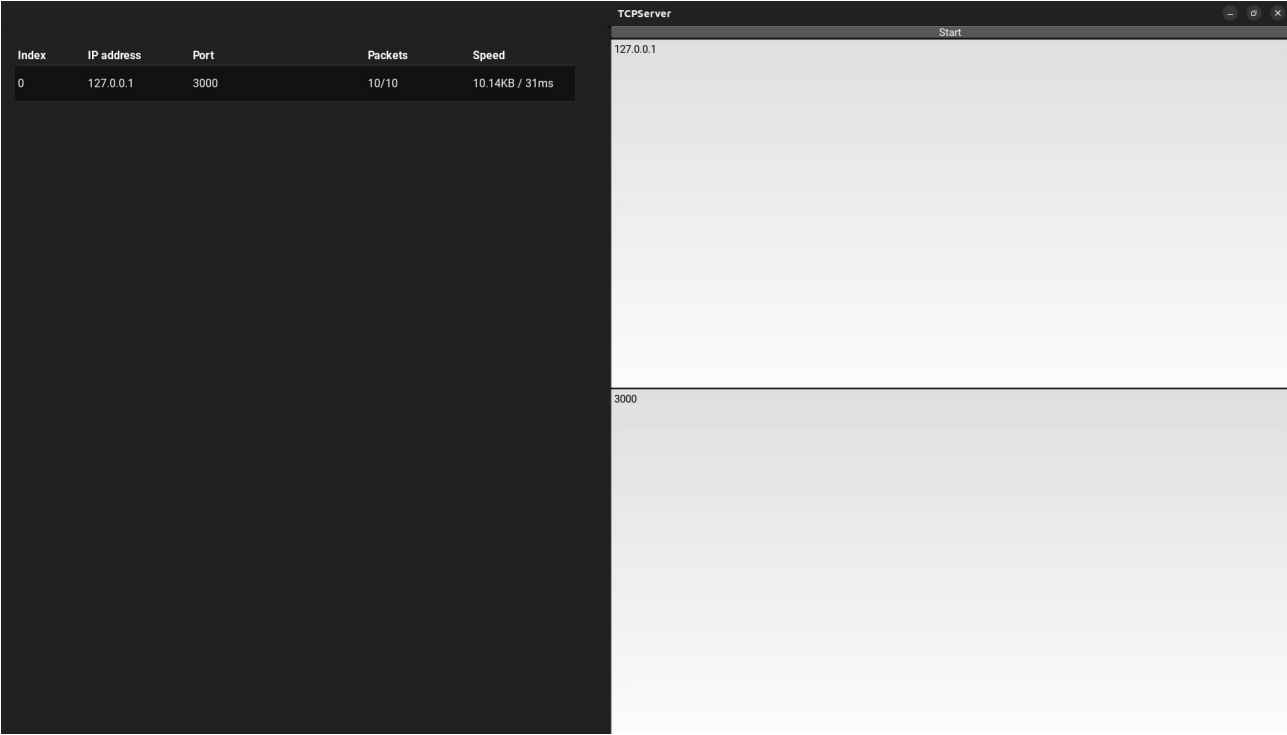 TCPServer
Index IP address Port Packets Speed
0 127.0.0.1 3000 10/10 10.14KB / 31ms
Start
127.0.0.1
3000